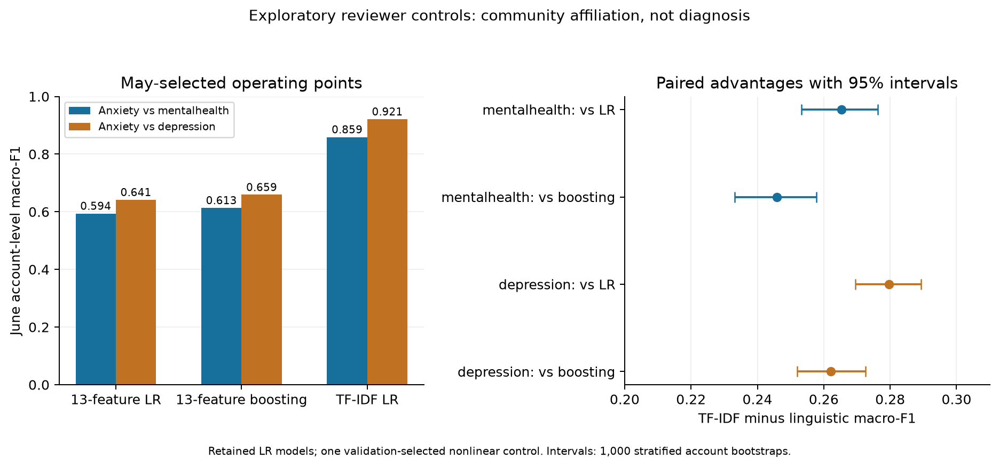 Exploratory reviewer controls: community affiliation, not diagnosis
May-selected operating points
June account-level macro-F1
1.0
0.8
0.6
0.4
0.2
0.0
Anxiety vs mentalhealth
Anxiety vs depression
0.594
0.641
0.613
0.659
0.859
0.921
13-feature LR
13-feature boosting
TF-IDF LR
Paired advantages with 95% intervals
mentalhealth: vs LR
mentalhealth: vs boosting
depression: vs LR
depression: vs boosting
0.20
0.22
0.24
0.26
0.28
0.30
TF-IDF minus linguistic macro-F1
Retained LR models; one validation-selected nonlinear control. Intervals: 1,000 stratified account bootstraps.